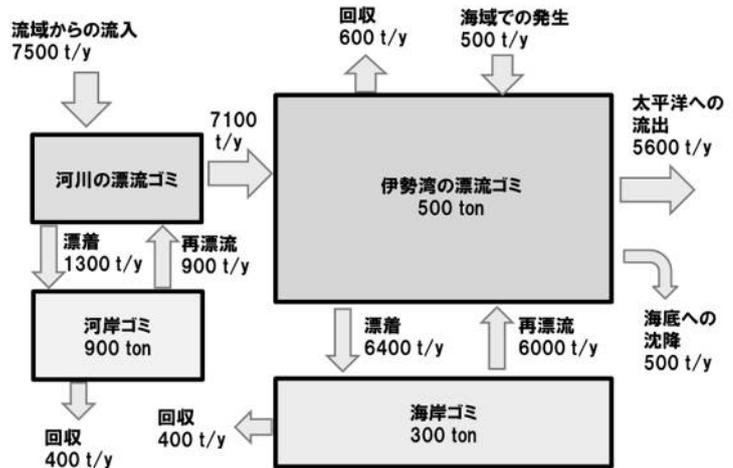 流域からの流入
7500 t/y
回収
600 t/y
海域での発生
500 t/y
太平洋への
流出
5600 t/y
7100
t/y
河川の漂流ゴミ
伊勢湾の漂流ゴミ
500 ton
漂着
1300 t/y
再漂流
900 t/y
河岸ゴミ
900 ton
漂着
6400 t/y
再漂流
6000 t/y
海底への
沈降
500 t/y
回収
400 t/y
回収
400 t/y
海岸ゴミ
300 ton